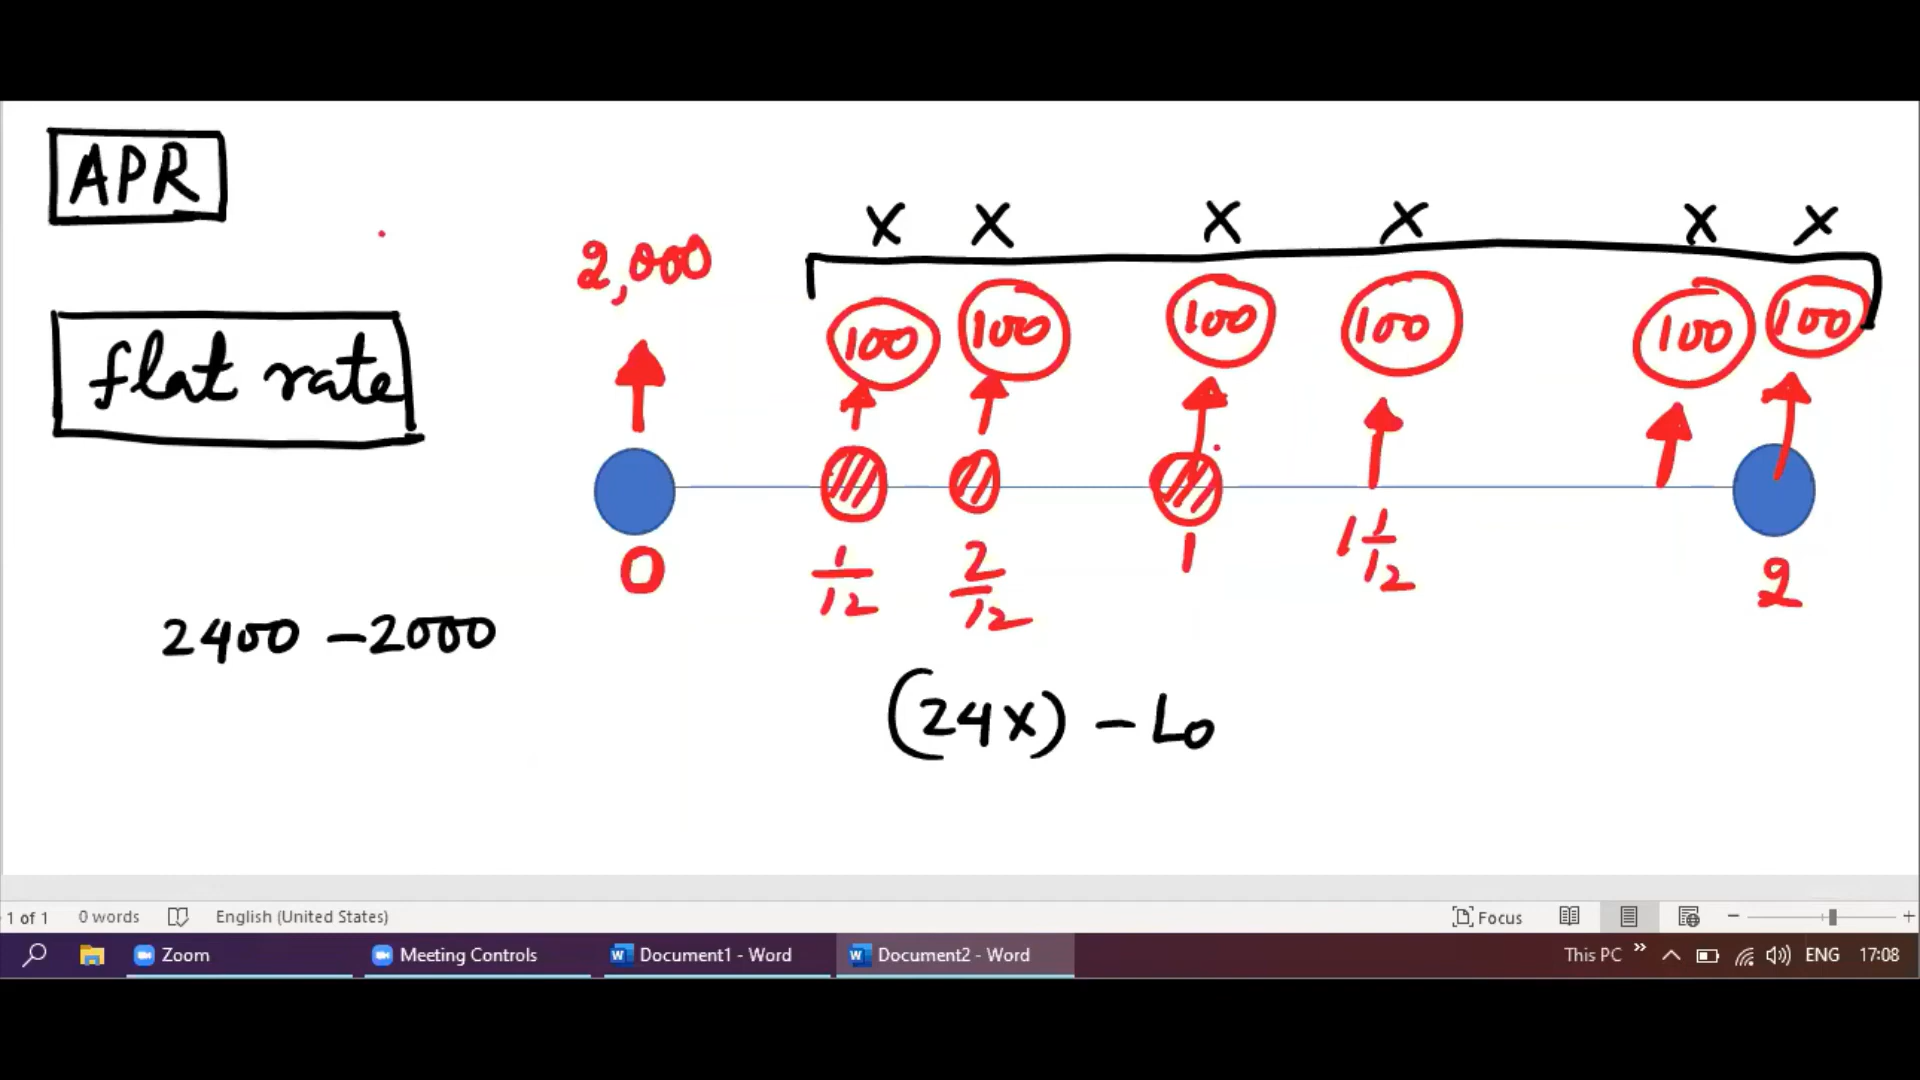 APR
X X X X X X
2,000
100 100 100 100 100 100
flat rate
0 1/12 2/12 1 1 1/12 2
2400 - 2000
(24X) - Lo
1 of 1 0 words English (United States) Focus
Zoom Meeting Controls Document1 - Word Document2 - Word This PC » ENG 17:08